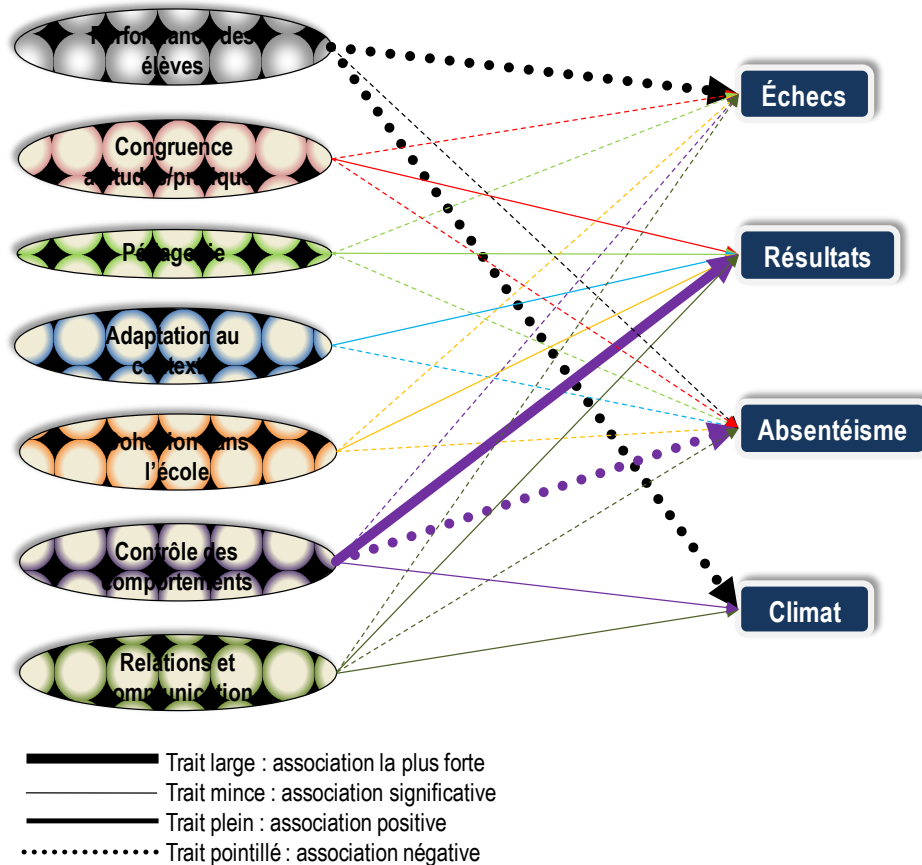 Performance des
élèves
Échecs
Congruence
attitudes/pratiques
Pédagogie
Résultats
Adaptation au
contexte
Cohésion dans
l'école
Absentéisme
Contrôle des
comportements
Climat
Relations et
communication
Trait large : association la plus forte
Trait mince : association significative
Trait plein : association positive
Trait pointillé : association négative